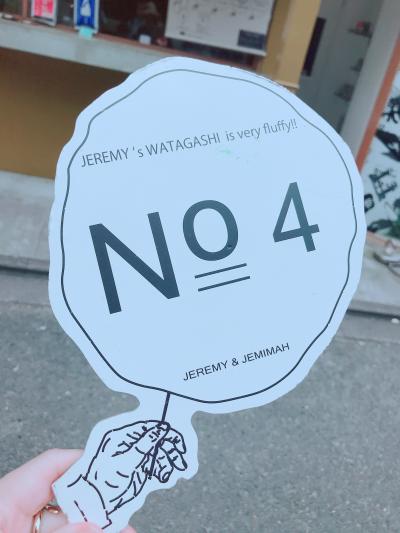 JEREMY 's WATAGASHI is very fluffy!!
No 4
JEREMY & JEMIMAH